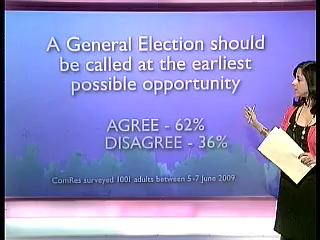 A General Election should
be called at the earliest
possible opportunity
AGREE - 62%
DISAGREE - 36%
ComRes surveyed 1001 adults between 5-7 June 2009.